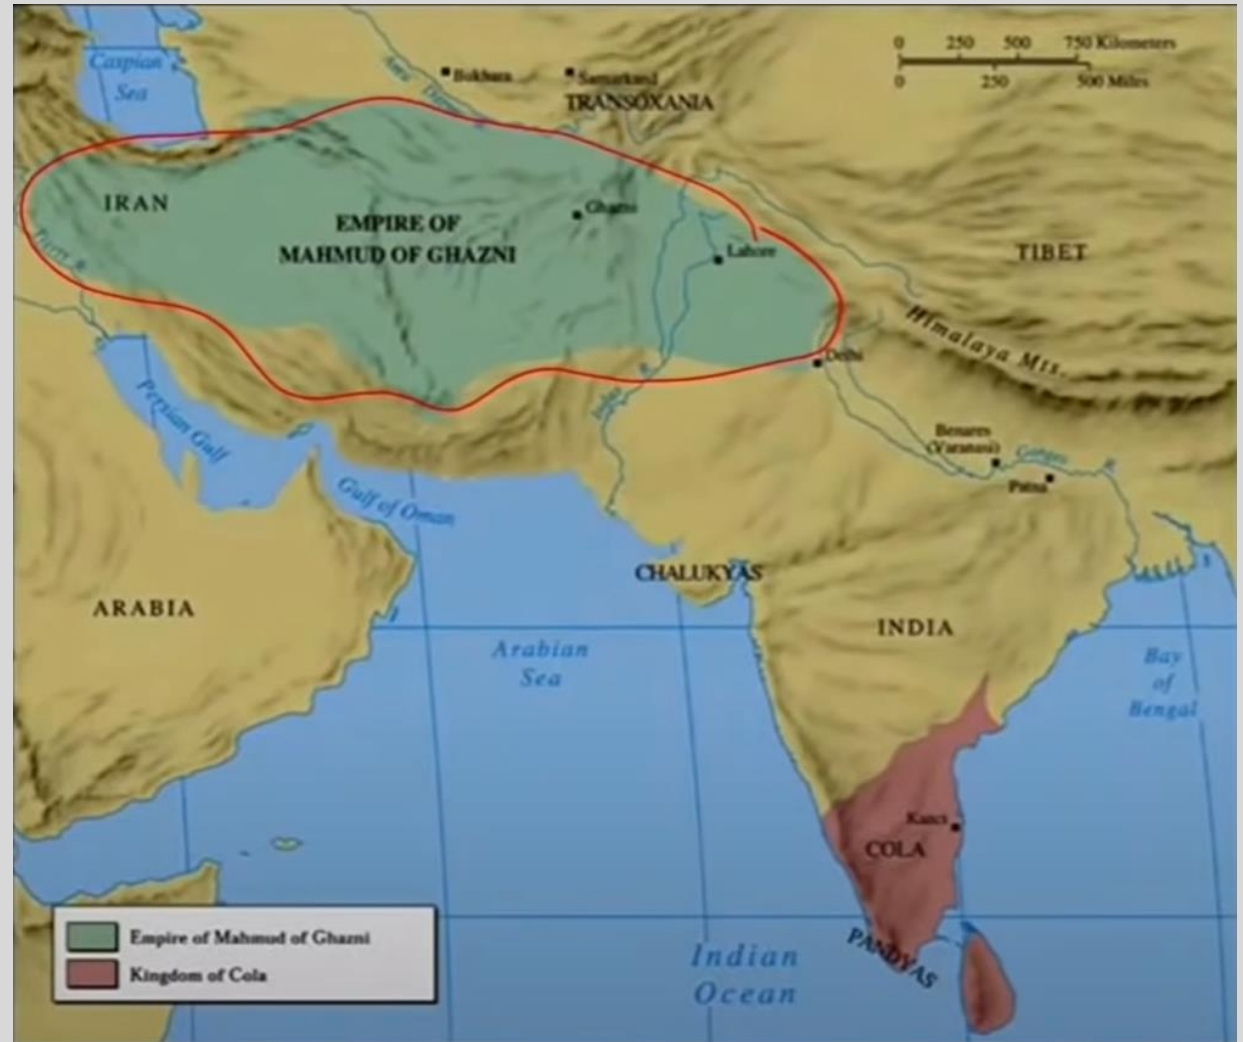 0 250 500 750 Kilometers
0 250 500 Miles
Caspian
Sea
Amu
Bukhara
Samarkand
TRANSOXANIA
IRAN
EMPIRE OF
MAHMUD OF GHAZNI
Ghazni
Lahore
TIBET
Himalaya Mts.
Delhi
Persian Gulf
Gulf of Oman
Benares
(Varanasi)
Ganges R
Patna
CHALUKYAS
ARABIA
INDIA
Arabian
Sea
Bay
of
Bengal
Kanci
COLA
PANDYAS
Indian
Ocean
Empire of Mahmud of Ghazni
Kingdom of Cola